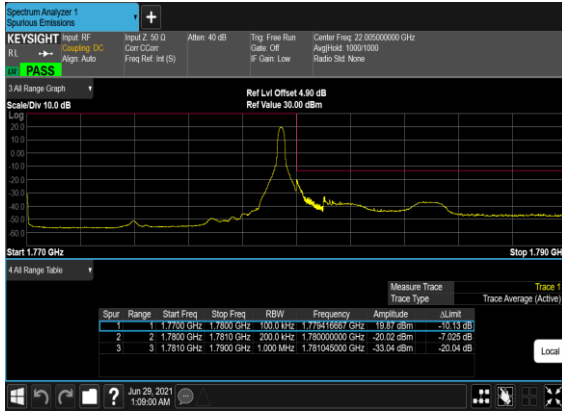 Spectrum Analyzer 1
Spurious Emissions
+
KEYSIGHT Input: RF Input Z: 50 Ω Atten: 40 dB Trig: Free Run Center Freq: 22.005000000 GHz
RL Coupling: DC Corr CCorr Gate: Off Avg|Hold: 1000/1000
Align: Auto Freq Ref: Int (S) IF Gain: Low Radio Std: None
PASS
3 All Range Graph
Ref Lvl Offset 4.90 dB
Scale/Div 10.0 dB Ref Value 30.00 dBm
Log
20.0
10.0
0.00
-10.0
-20.0
-30.0
-40.0
-50.0
-60.0
Start 1.770 GHz Stop 1.790 GH
4 All Range Table
Measure Trace Trace 1
Trace Type Trace Average (Active)
Spur Range Start Freq Stop Freq RBW Frequency Amplitude ΔLimit
1 1 1.7700 GHz 1.7800 GHz 100.0 kHz 1.779416667 GHz 19.87 dBm -10.13 dB
2 2 1.7800 GHz 1.7810 GHz 200.0 kHz 1.780000000 GHz -20.02 dBm -7.025 dB
3 3 1.7810 GHz 1.7900 GHz 1.000 MHz 1.781045000 GHz -33.04 dBm -20.04 dB
Local
? Jun 29, 2021
1:09:00 AM